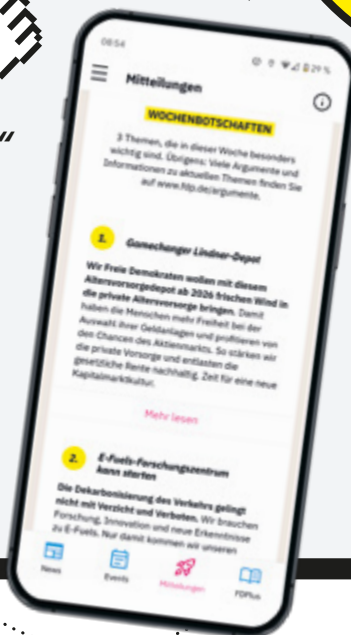 “
08:54
29 %
Mitteilungen
WOCHENBOTSCHAFTEN
3 Themen, die in dieser Woche besonders
wichtig sind. Übrigens: Viele Argumente und
Informationen zu aktuellen Themen finden Sie
auf www.fdp.de/argumente.
1.
Gamechanger Lindner-Depot
Wir Freie Demokraten wollen mit diesem
Altersvorsorgedepot ab 2026 frischen Wind in
die private Altersvorsorge bringen. Damit
haben die Menschen mehr Freiheit bei der
Auswahl ihrer Geldanlagen und profitieren von
den Chancen des Aktienmarkts. So stärken wir
die private Vorsorge und entlasten die
gesetzliche Rente nachhaltig. Zeit für eine neue
Kapitalmarktkultur.
Mehr lesen
2.
E-Fuels-Forschungszentrum
kann starten
Die Dekarbonisierung des Verkehrs gelingt
nicht mit Verzicht und Verboten. Wir brauchen
Forschung, Innovation und neue Erkenntnisse
zu E-Fuels. Nur damit kommen wir unseren
News
Events
Mitteilungen
FDPlus